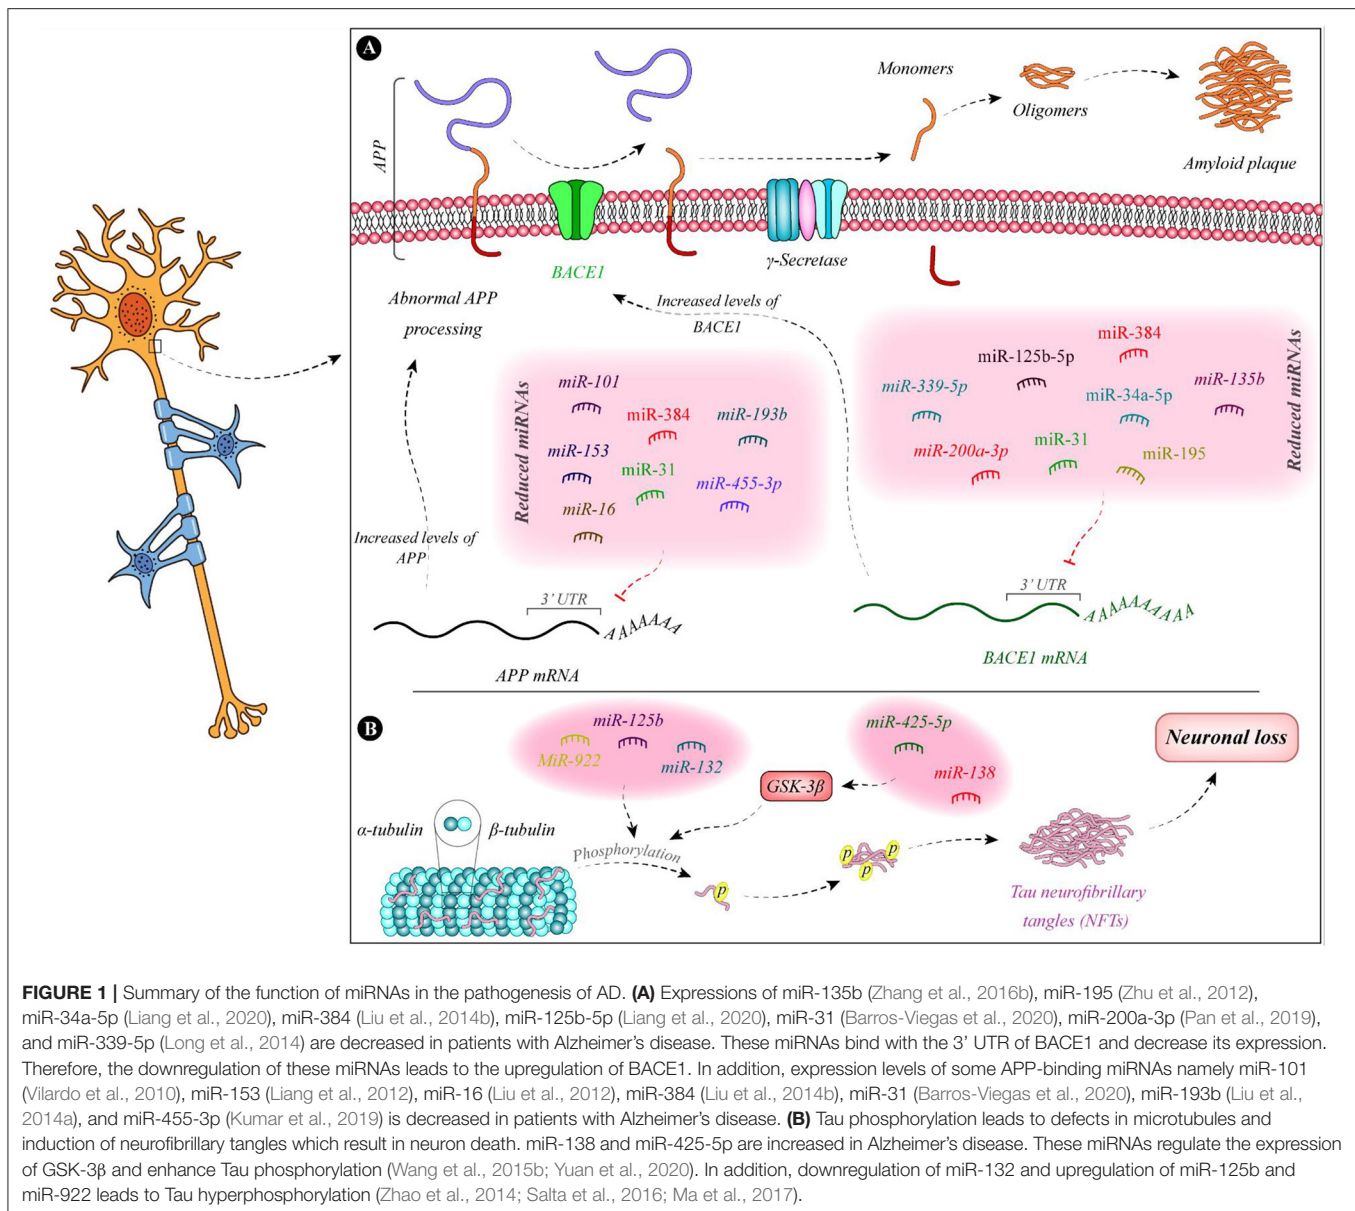 A
APP
Monomers
Oligomers
Amyloid plaque
BACE1
γ-Secretase
Abnormal APP
processing
Increased levels of
BACE1
Reduced miRNAs
miR-101
miR-384
miR-193b
miR-153
miR-31
miR-455-3p
miR-16
Reduced miRNAs
miR-384
miR-125b-5p
miR-339-5p
miR-34a-5p
miR-135b
miR-200a-3p
miR-31
miR-195
Increased levels of
APP
3’ UTR
AAAAAAA
APP mRNA
3’ UTR
AAAAAAAAA
BACE1 mRNA
B
miR-125b
MiR-922
miR-132
miR-425-5p
miR-138
GSK-3β
Neuronal loss
α-tubulin
β-tubulin
Phosphorylation
p
p
p
p
Tau neurofibrillary
tangles (NFTs)
FIGURE 1 | Summary of the function of miRNAs in the pathogenesis of AD. (A) Expressions of miR-135b (Zhang et al., 2016b), miR-195 (Zhu et al., 2012),
miR-34a-5p (Liang et al., 2020), miR-384 (Liu et al., 2014b), miR-125b-5p (Liang et al., 2020), miR-31 (Barros-Viegas et al., 2020), miR-200a-3p (Pan et al., 2019),
and miR-339-5p (Long et al., 2014) are decreased in patients with Alzheimer’s disease. These miRNAs bind with the 3’ UTR of BACE1 and decrease its expression.
Therefore, the downregulation of these miRNAs leads to the upregulation of BACE1. In addition, expression levels of some APP-binding miRNAs namely miR-101
(Vilardo et al., 2010), miR-153 (Liang et al., 2012), miR-16 (Liu et al., 2012), miR-384 (Liu et al., 2014b), miR-31 (Barros-Viegas et al., 2020), miR-193b (Liu et al.,
2014a), and miR-455-3p (Kumar et al., 2019) is decreased in patients with Alzheimer’s disease. (B) Tau phosphorylation leads to defects in microtubules and
induction of neurofibrillary tangles which result in neuron death. miR-138 and miR-425-5p are increased in Alzheimer’s disease. These miRNAs regulate the expression
of GSK-3β and enhance Tau phosphorylation (Wang et al., 2015b; Yuan et al., 2020). In addition, downregulation of miR-132 and upregulation of miR-125b and
miR-922 leads to Tau hyperphosphorylation (Zhao et al., 2014; Salta et al., 2016; Ma et al., 2017).